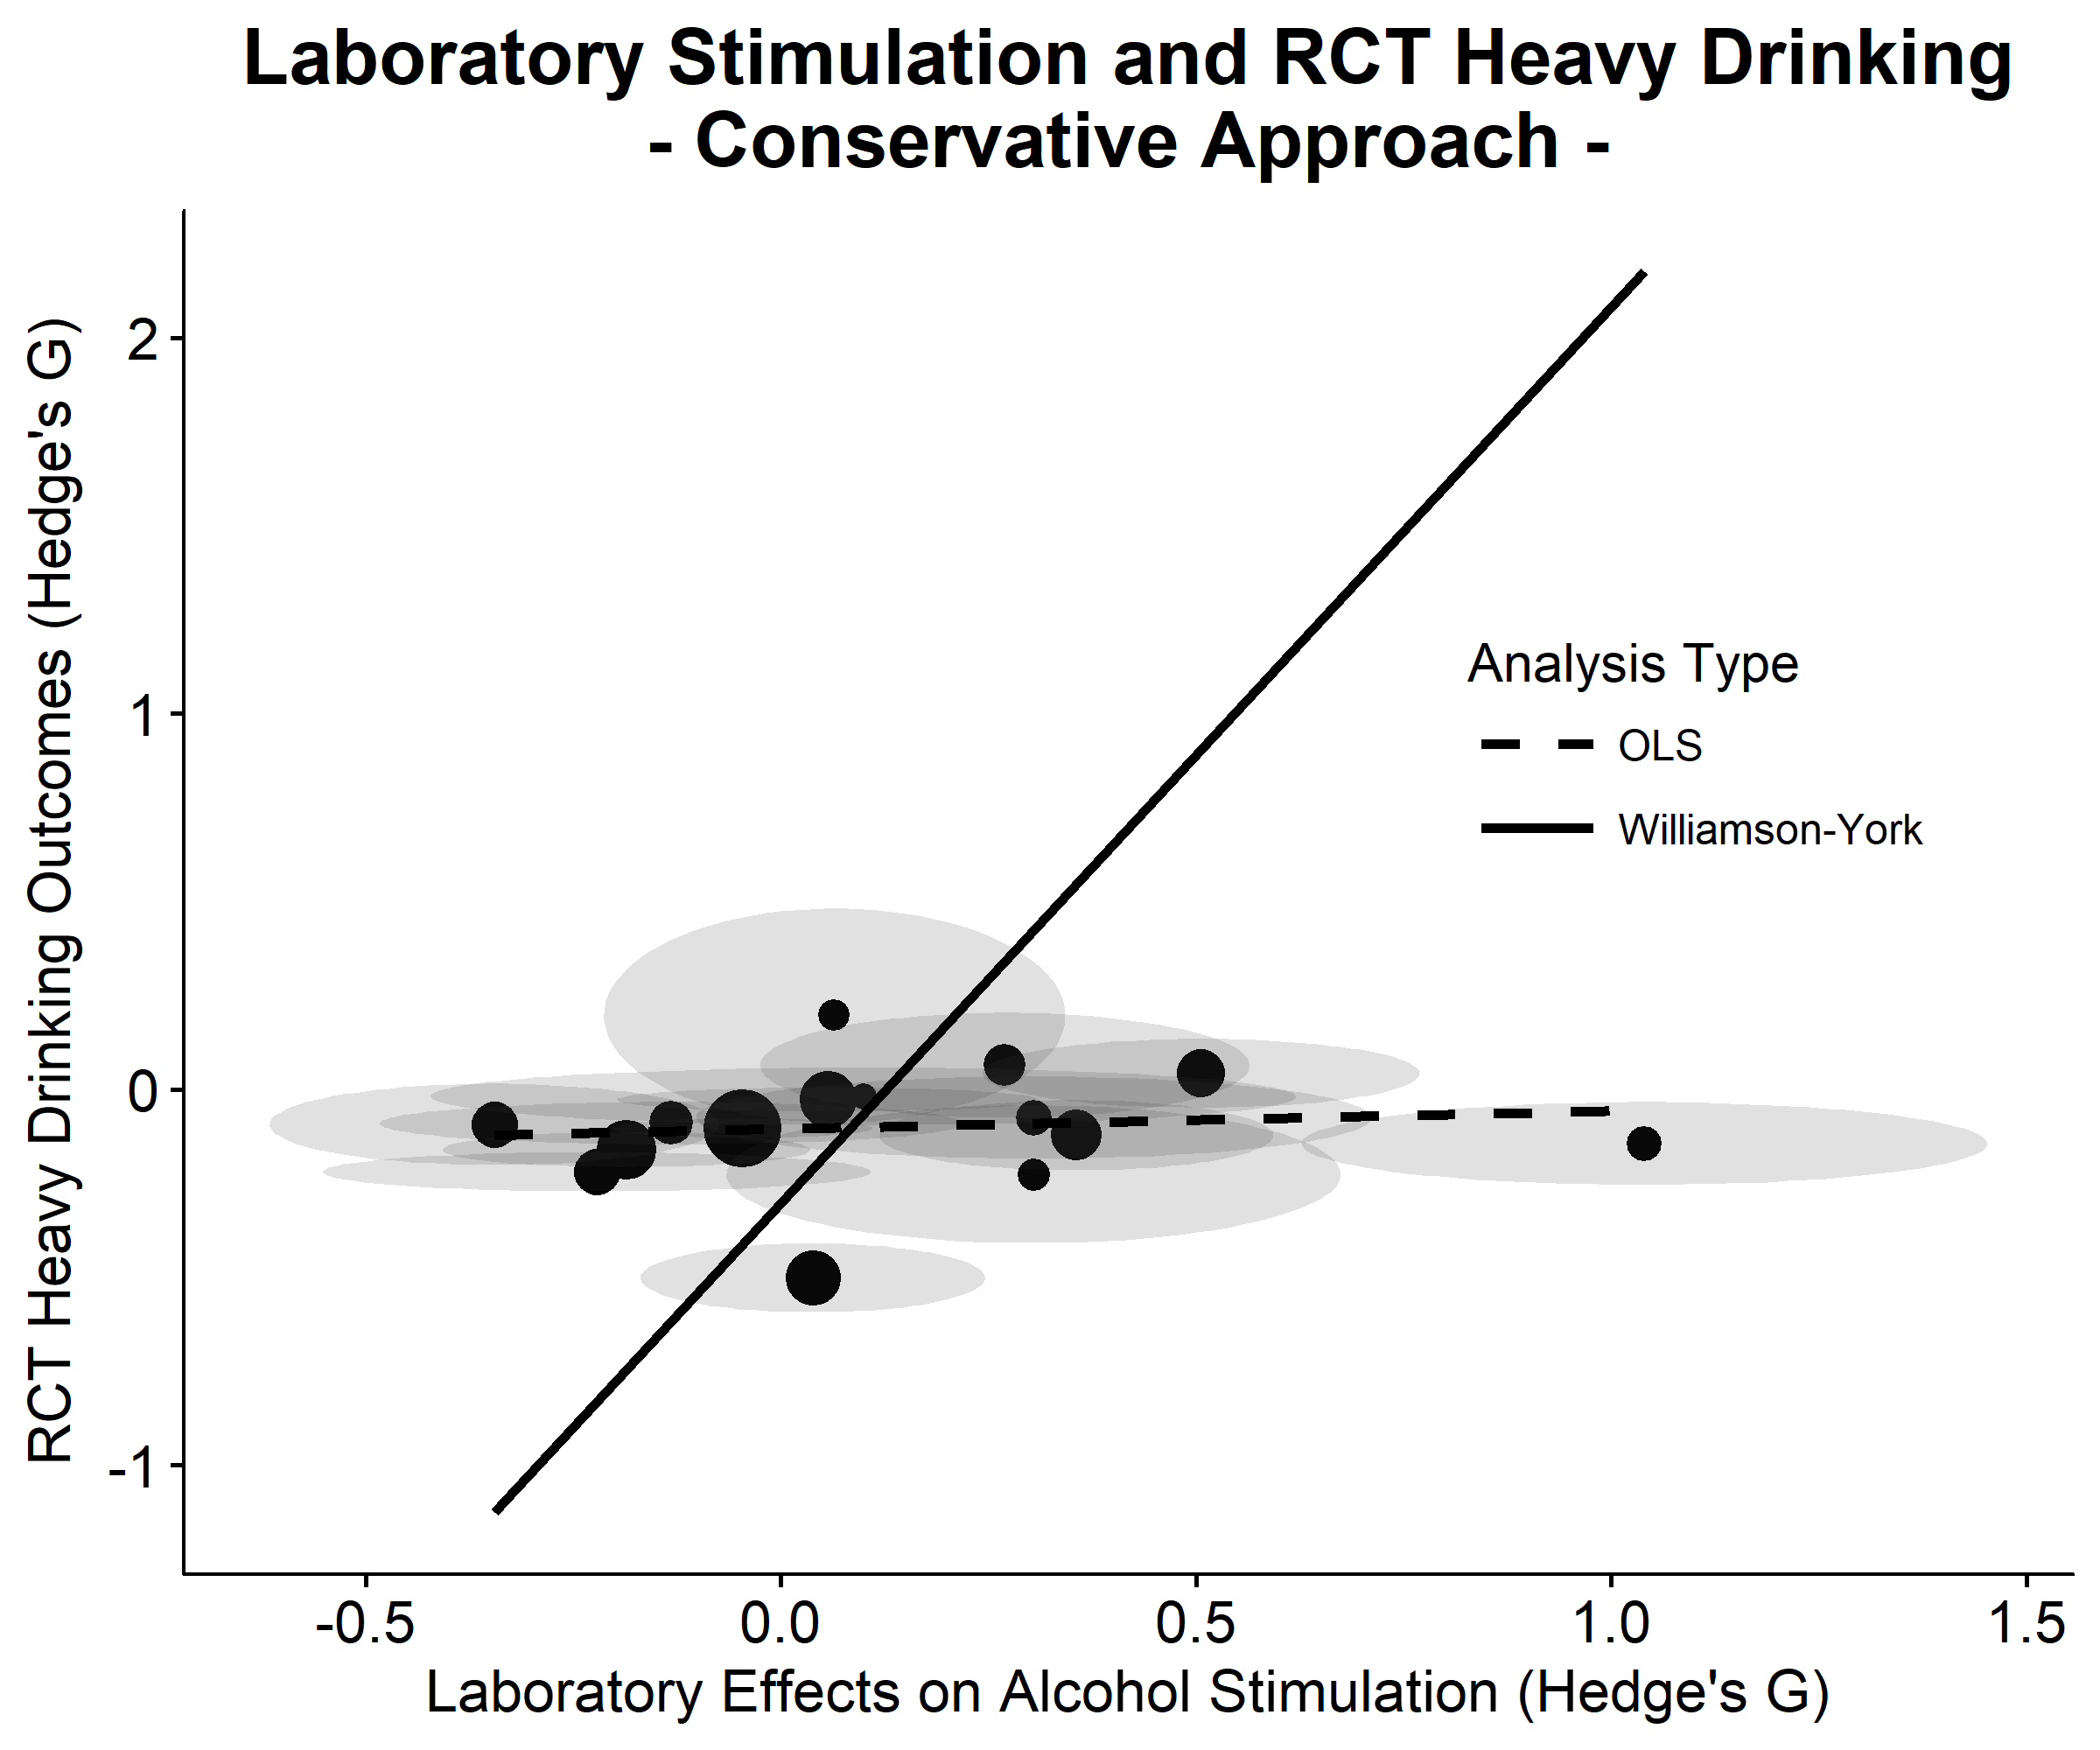 Laboratory Stimulation and RCT Heavy Drinking
- Conservative Approach -
RCT Heavy Drinking Outcomes (Hedge's G)
2
1
0
-1
Analysis Type
OLS
Williamson-York
-0.5 0.0 0.5 1.0 1.5
Laboratory Effects on Alcohol Stimulation (Hedge's G)